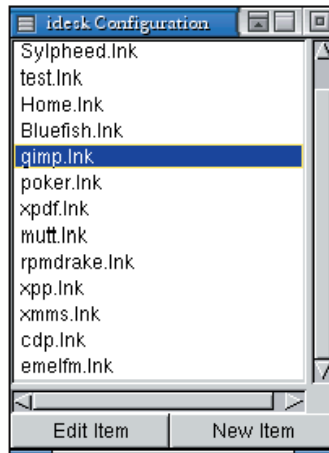 idesk Configuration
Sylpheed.lnk
test.lnk
Home.lnk
Bluefish.lnk
gimp.lnk
poker.lnk
xpdf.lnk
mutt.lnk
rpmdrake.lnk
xpp.lnk
xmms.lnk
cdp.lnk
emelfm.lnk
Edit Item New Item